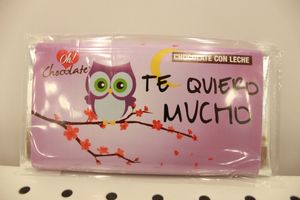 Oh!
Chocolate
CHOCOLATE CON LECHE
TE QUIERO
MUCHO